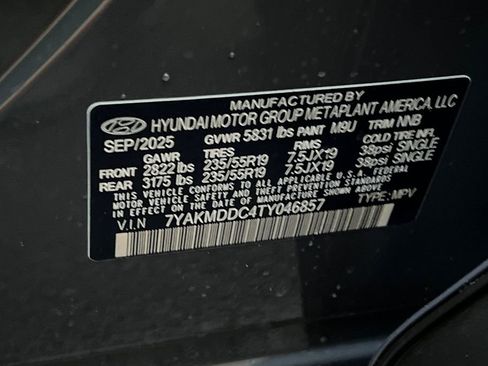 MANUFACTURED BY
HYUNDAI MOTOR GROUP METAPLANT AMERICA, LLC
SEP/2025 GVWR 5831 lbs PAINT M9U TRIM NNB
GAWR TIRES RIMS COLD TIRE INFL.
FRONT 2822 lbs 235/55R19 7.5JX19 38psi SINGLE
REAR 3175 lbs 235/55R19 7.5JX19 38psi SINGLE
THIS VEHICLE CONFORMS TO ALL APPLICABLE U.S.A. FEDERAL
MOTOR VEHICLE SAFETY AND THEFT PREVENTION STANDARDS
IN EFFECT ON THE DATE OF MANUFACTURE SHOWN ABOVE.
V.I.N 7YAKMDDC4TY046857 TYPE:MPV